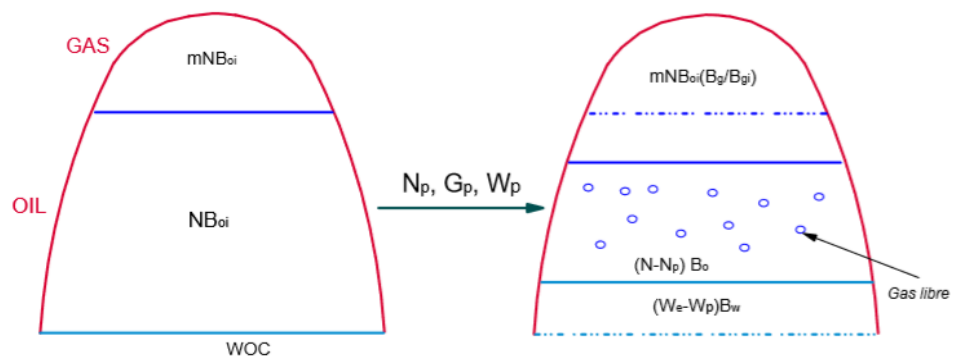 GAS
mNBoi
OIL
NBoi
WOC
Np, Gp, Wp
mNBoi(Bg/Bgi)
(N-Np) Bo
Gas libre
(We-Wp)Bw